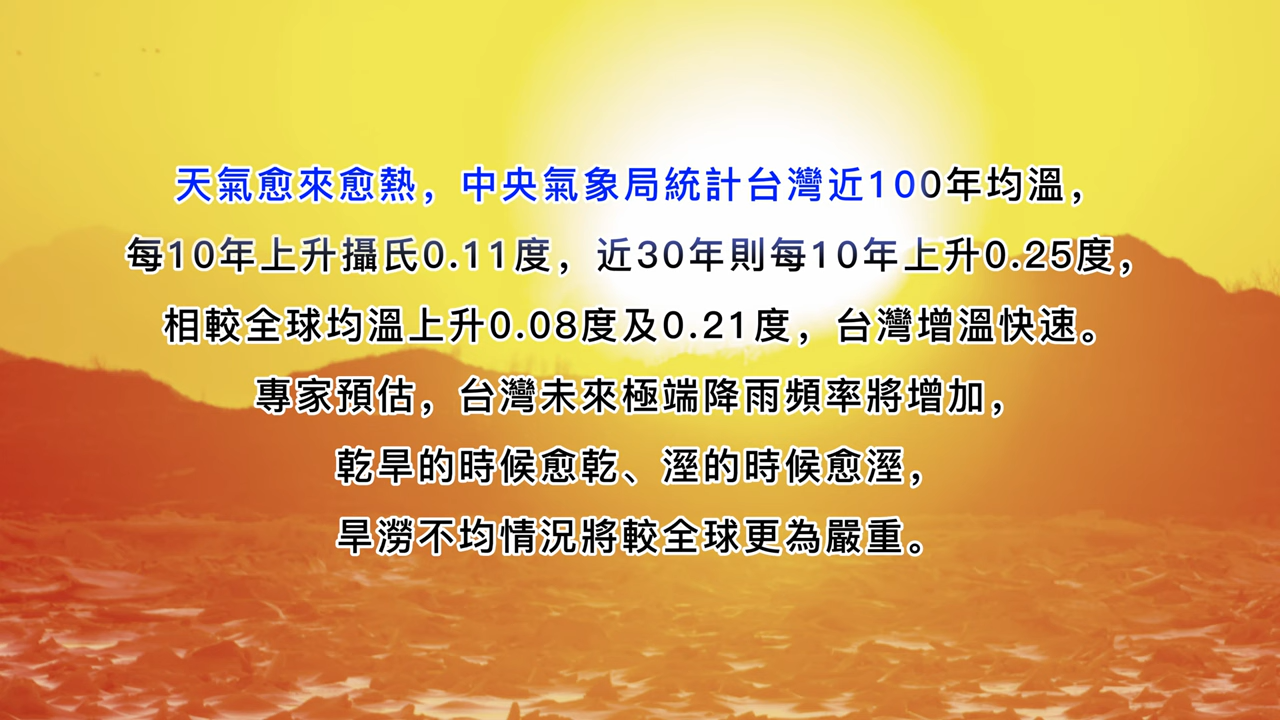 天氣愈來愈熱，中央氣象局統計台灣近100年均溫，
每10年上升攝氏0.11度，近30年則每10年上升0.25度，
相較全球均溫上升0.08度及0.21度，台灣增溫快速。
專家預估，台灣未來極端降雨頻率將增加，
乾旱的時候愈乾、溼的時候愈溼，
旱澇不均情況將較全球更為嚴重。